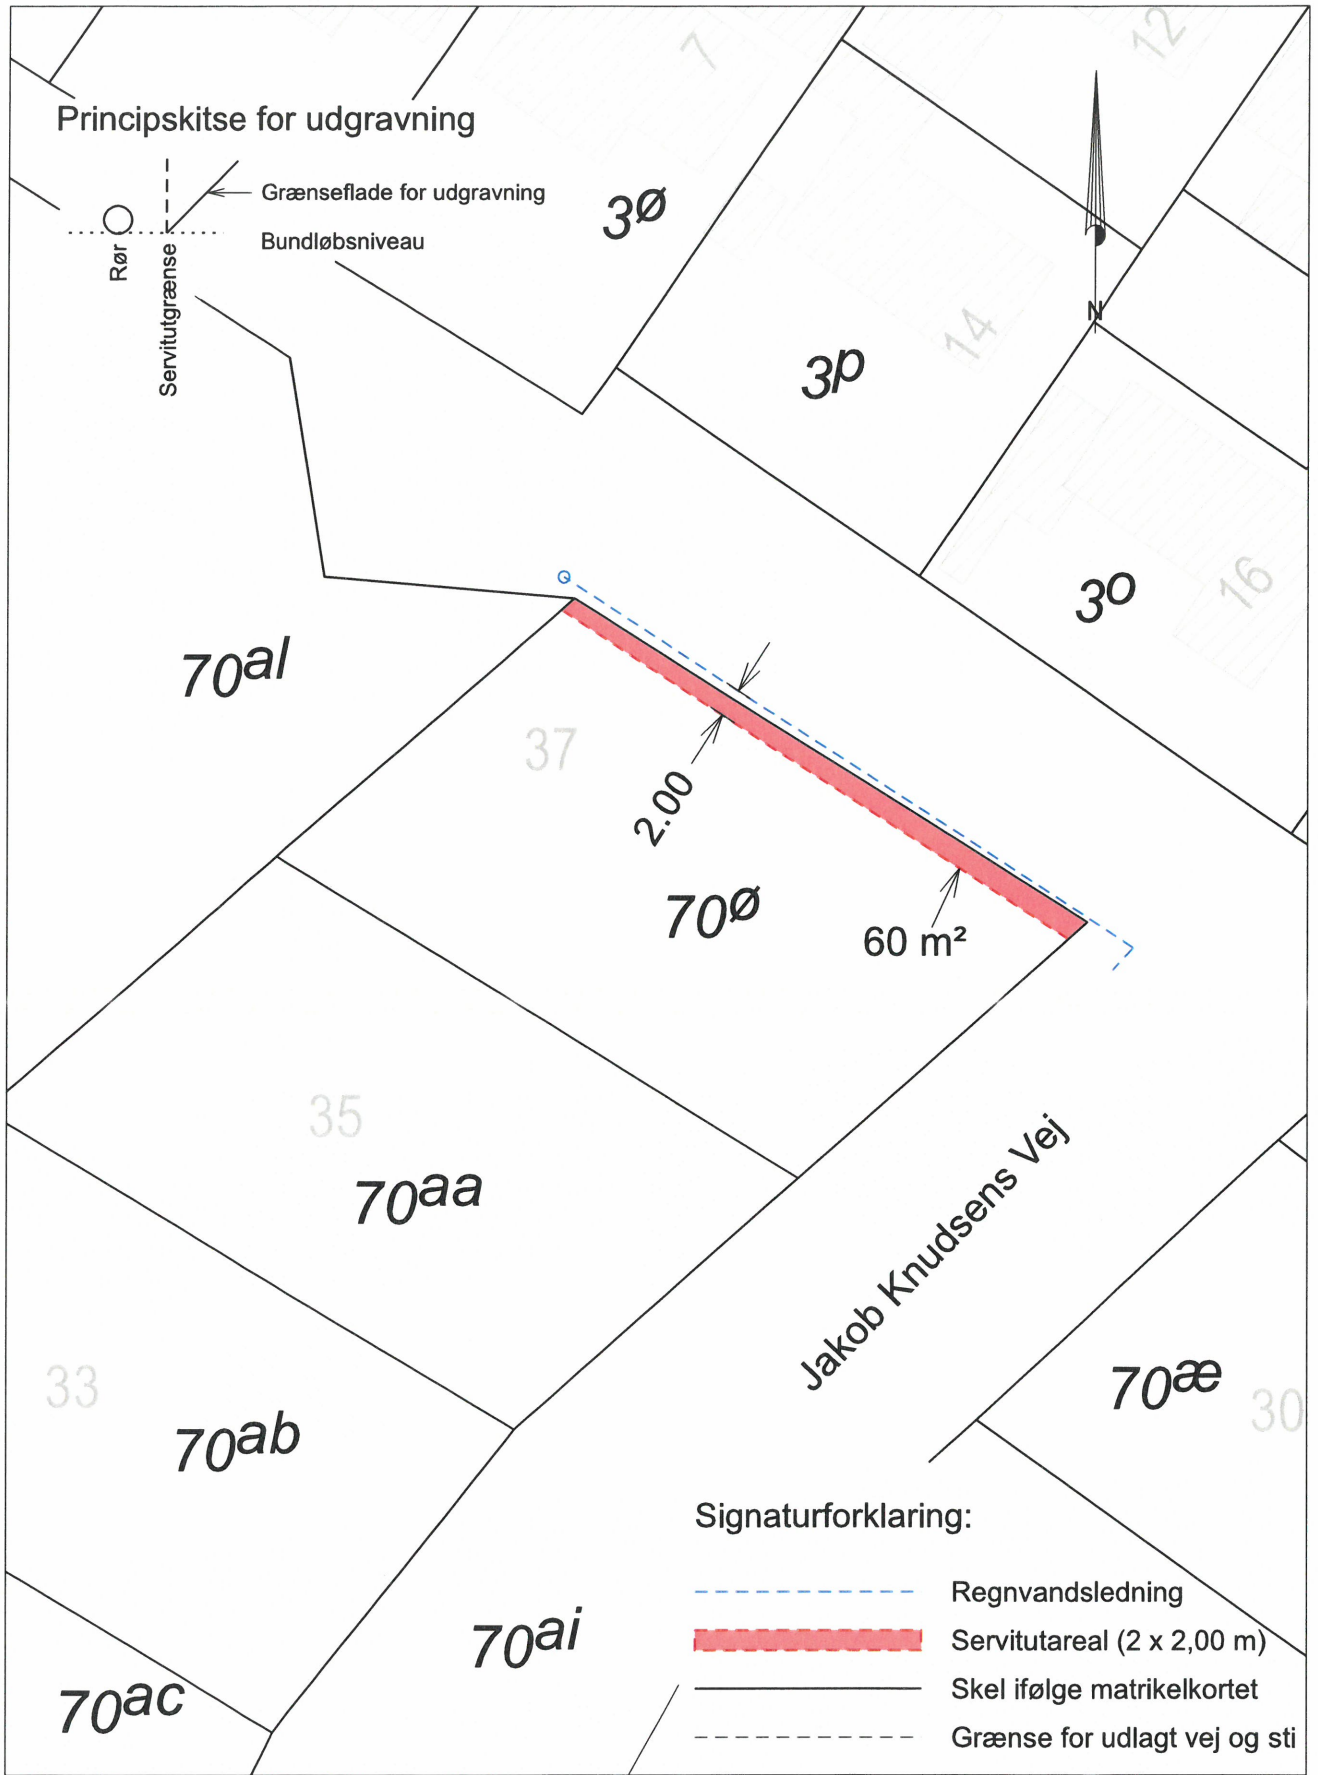 7
12
Principskitse for udgravning
Grænseflade for udgravning
Bundløbsniveau
Rør
Servitutgrænse
3ø
3p
14
N
3o
16
70al
37
2.00
70ø
60 m²
35
70aa
Jakob Knudsens Vej
33
70ab
70æ
30
70ai
70ac
Signaturforklaring:
Regnvandsledning
Servitutareal (2 x 2,00 m)
Skel ifølge matrikelkortet
Grænse for udlagt vej og sti